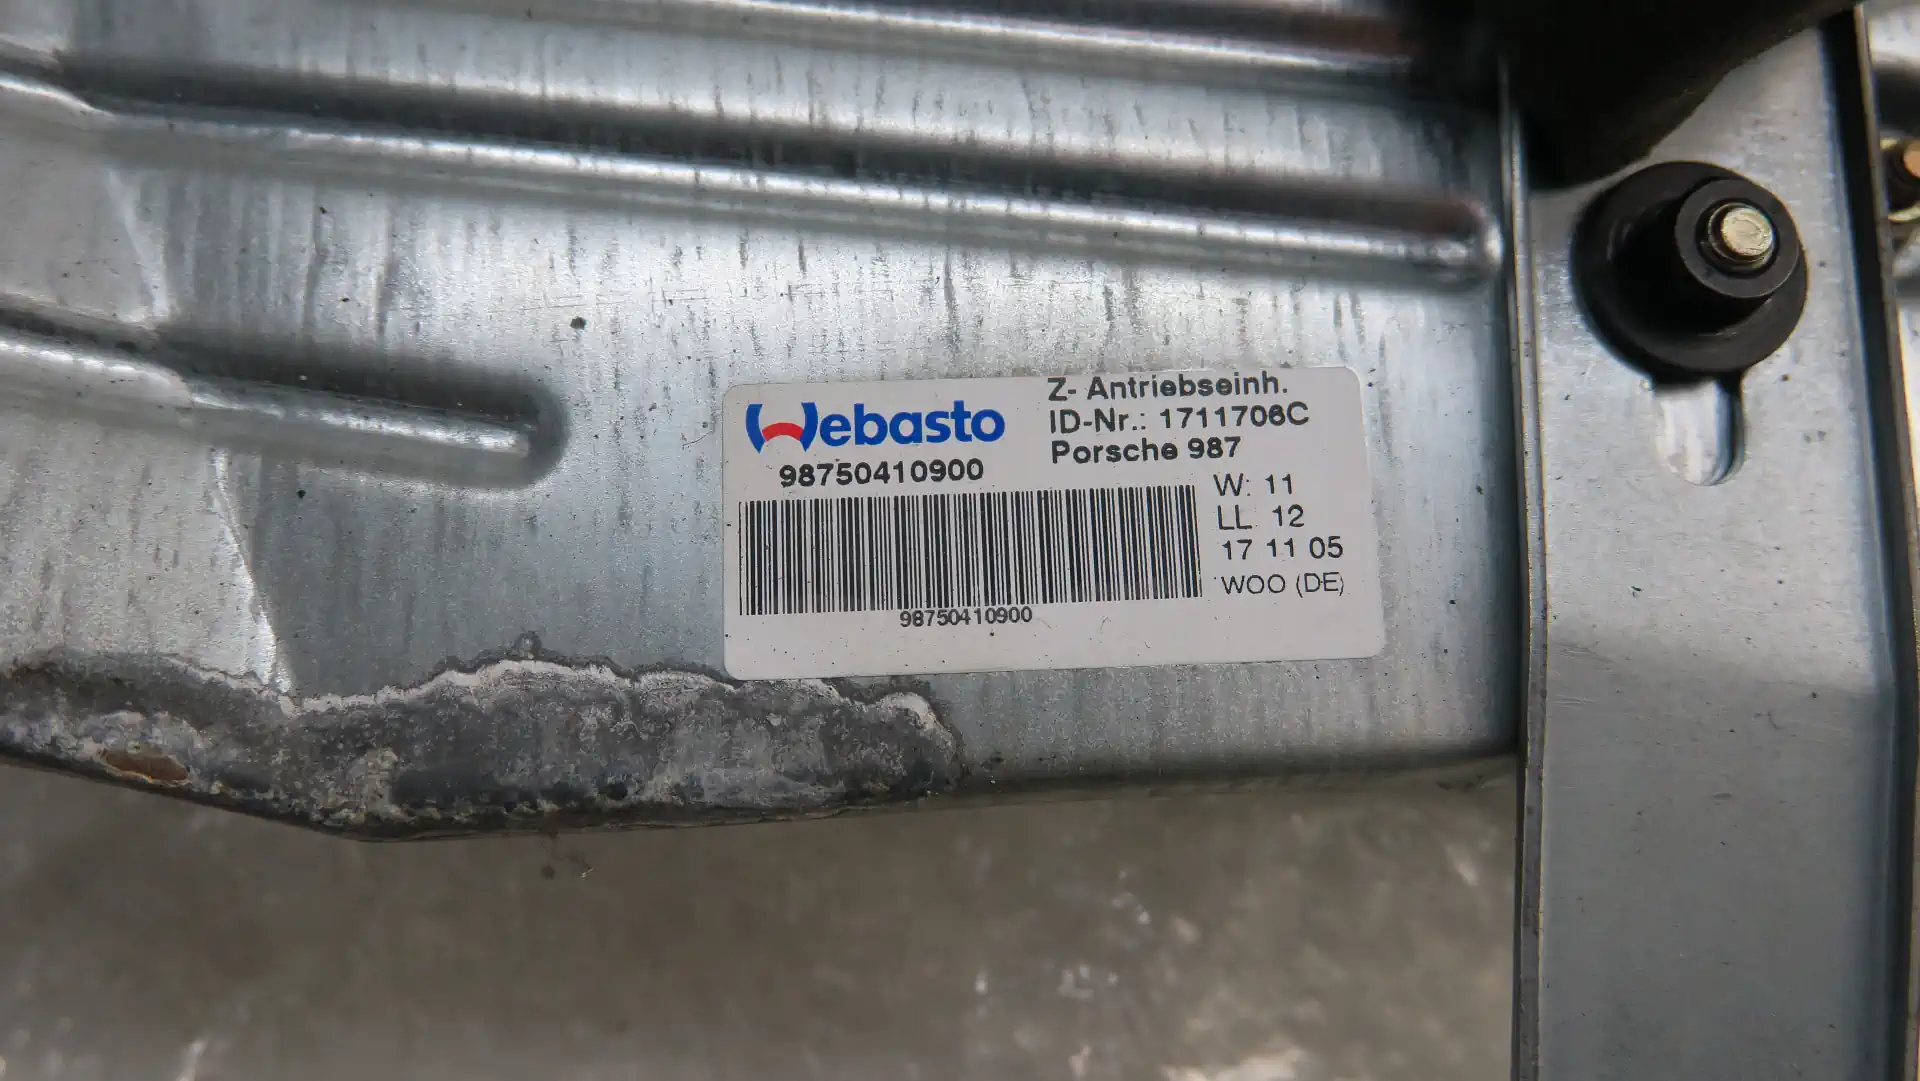 Webasto
98750410900
Z- Antriebseinh.
ID-Nr.: 1711706C
Porsche 987
W: 11
LL 12
17 11 05
WOO (DE)
98750410900